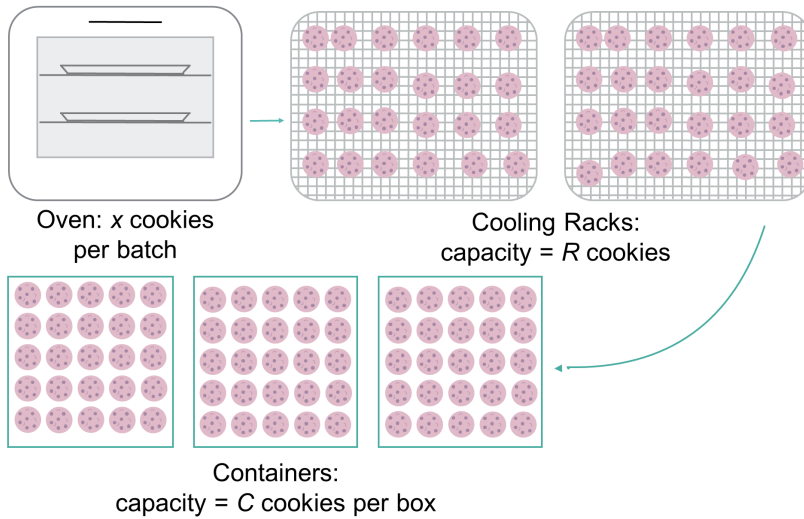 Oven: x cookies
per batch
Cooling Racks:
capacity = R cookies
Containers:
capacity = C cookies per box